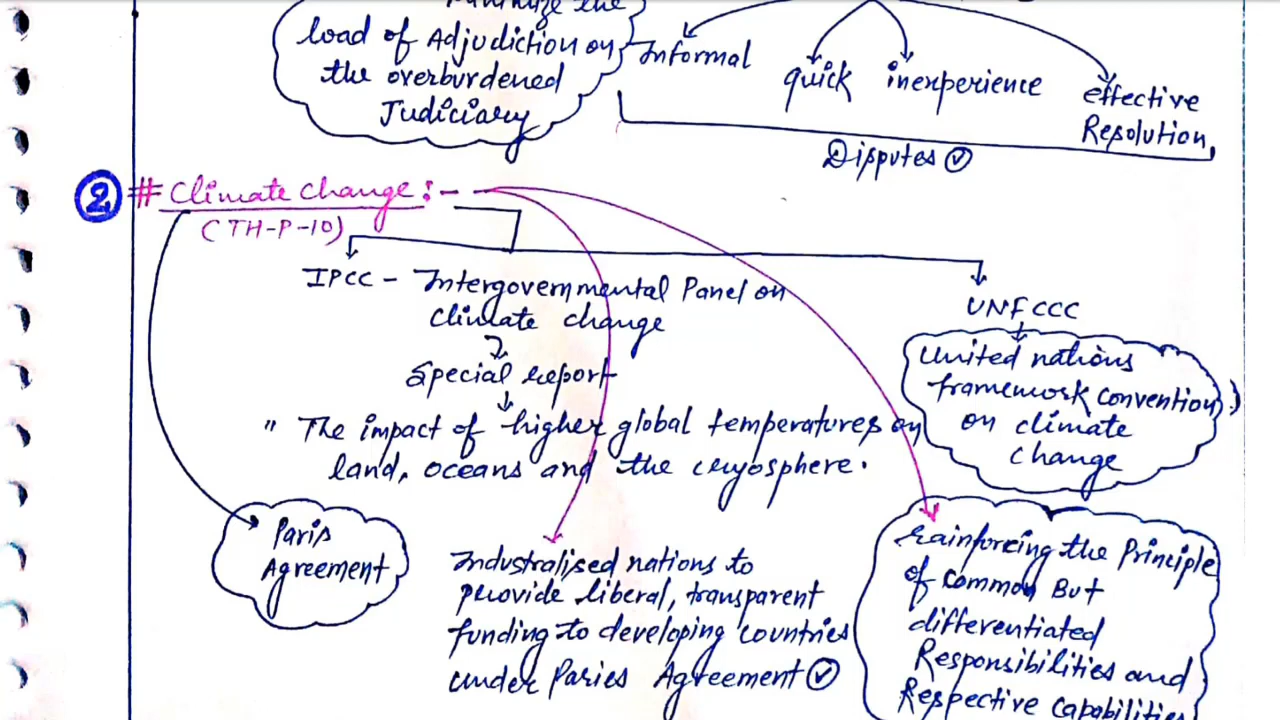 load of Adjudiction on
the overburdened
Judiciary
Informal
quick
inexperience
effective
Resolution,
Disputes
2 # Climate change :-
(TH-P-10)
IPCC - Intergovernmental Panel on
climate change
Special report
" The impact of higher global temperatures on
land, oceans and the cryosphere.
UNFCCC
United nations
framework convention
on climate
change
Paris
Agreement
Industralised nations to
provide liberal, transparent
funding to developing countries
under Paries Agreement
Rainforcing the Principle
of common But
differentiated
Responsibilities and
Respective Capabilities